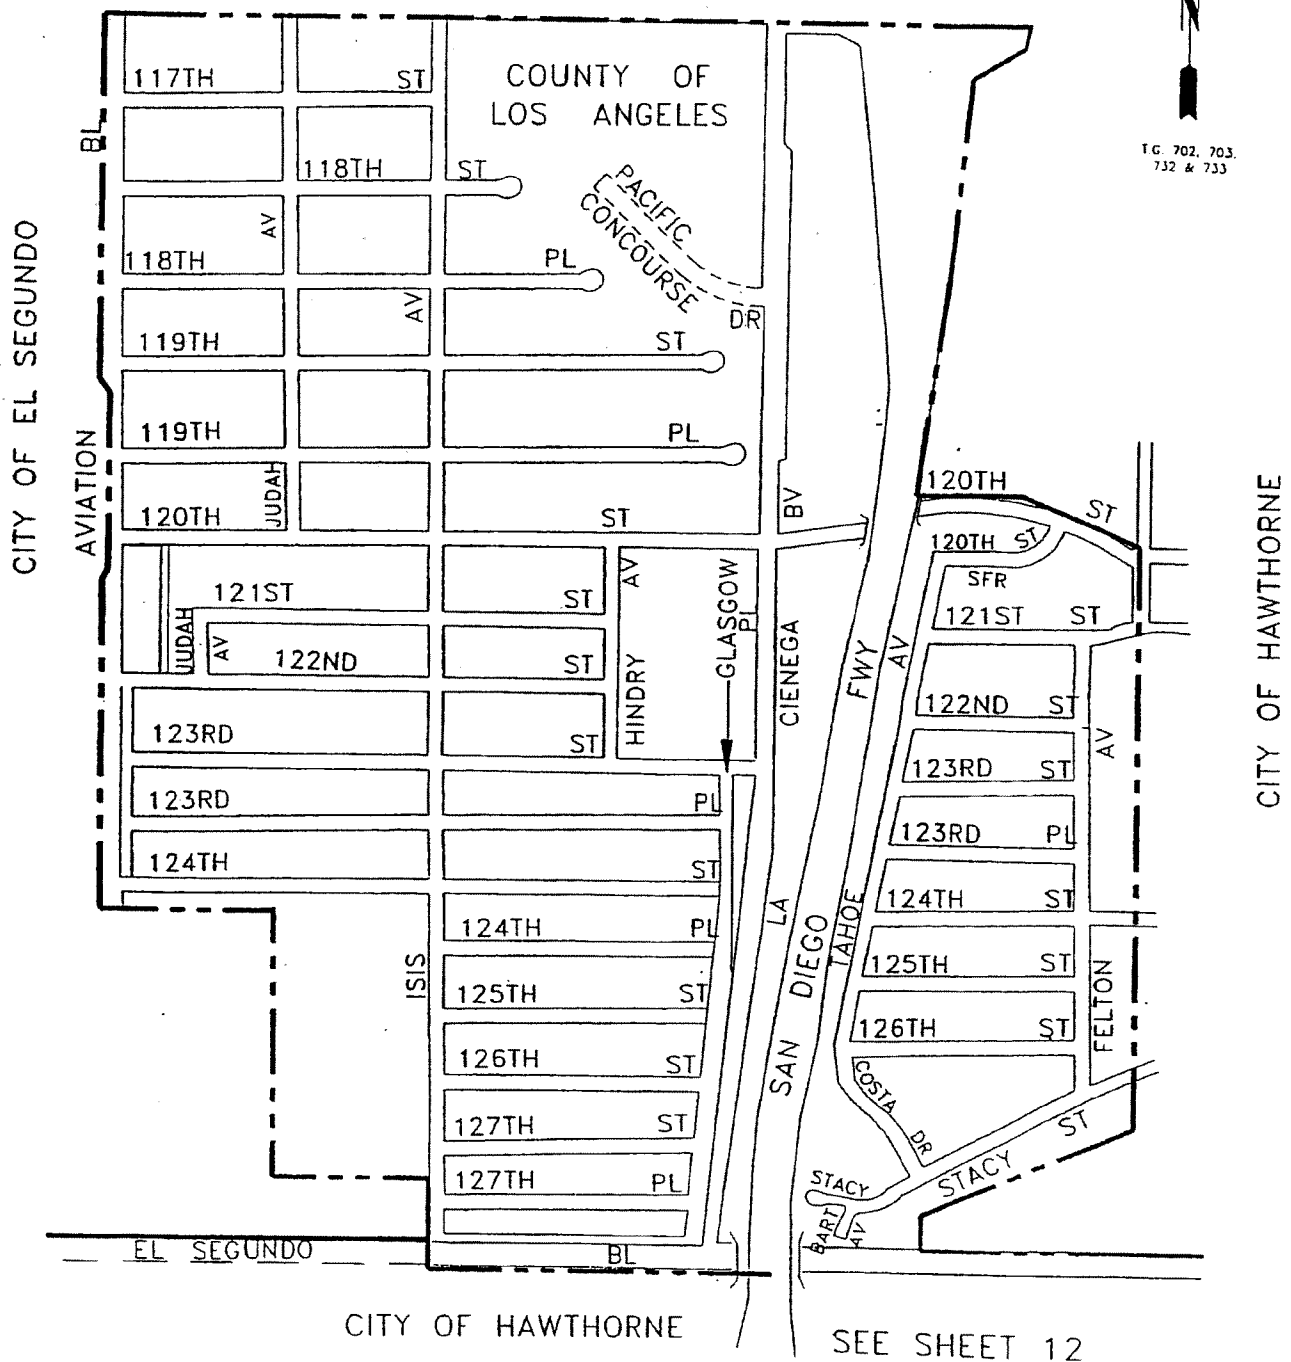 N
T.G. 702, 703,
732 & 733
COUNTY OF
LOS ANGELES
CITY OF EL SEGUNDO
CITY OF HAWTHORNE
AVIATION BL
117TH ST
118TH ST
118TH PL
119TH ST
119TH PL
120TH ST
JUDAH AV
ISIS AV
PACIFIC
CONCOURSE DR
121ST ST
122ND ST
123RD ST
123RD PL
124TH ST
124TH PL
125TH ST
126TH ST
127TH ST
127TH PL
JUDAH
AV
HINDRY AV
GLASGOW
PL
LA CIENEGA BV
SAN DIEGO FWY
TAHOE AV
120TH ST
120TH ST
SFR
121ST ST
122ND ST
123RD ST
123RD PL
124TH ST
125TH ST
126TH ST
FELTON AV
COSTA DR
STACY
STACY ST
BART
AV
EL SEGUNDO BL
CITY OF HAWTHORNE
SEE SHEET 12